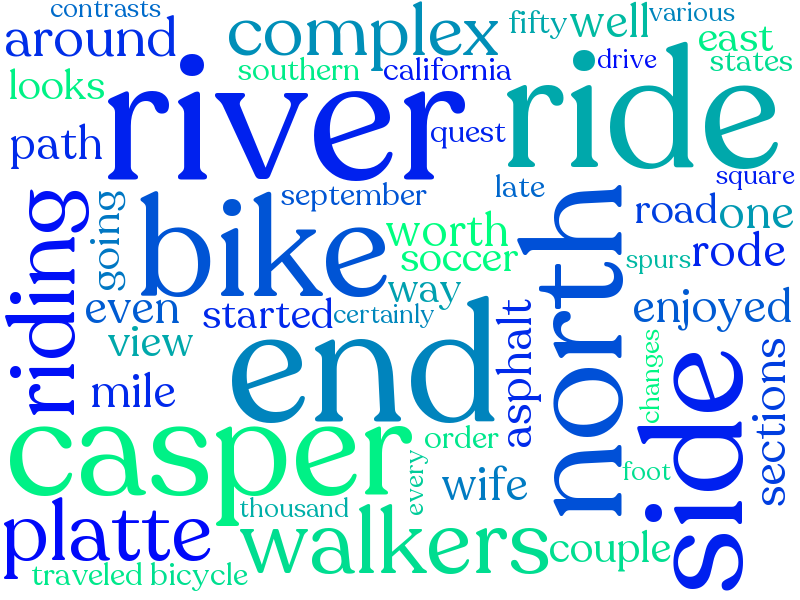 contrasts
around
complex
fifty
well
various
east
states
looks
southern
california
drive
river
ride
path
quest
square
september
late
riding
going
bike
worth
soccer
way
north
road
one
spurs
rode
even
started
certainly
enjoyed
view
end
asphalt
changes
side
sections
mile
casper
order
every
wife
foot
platte
thousand
walkers
couple
traveled
bicycle